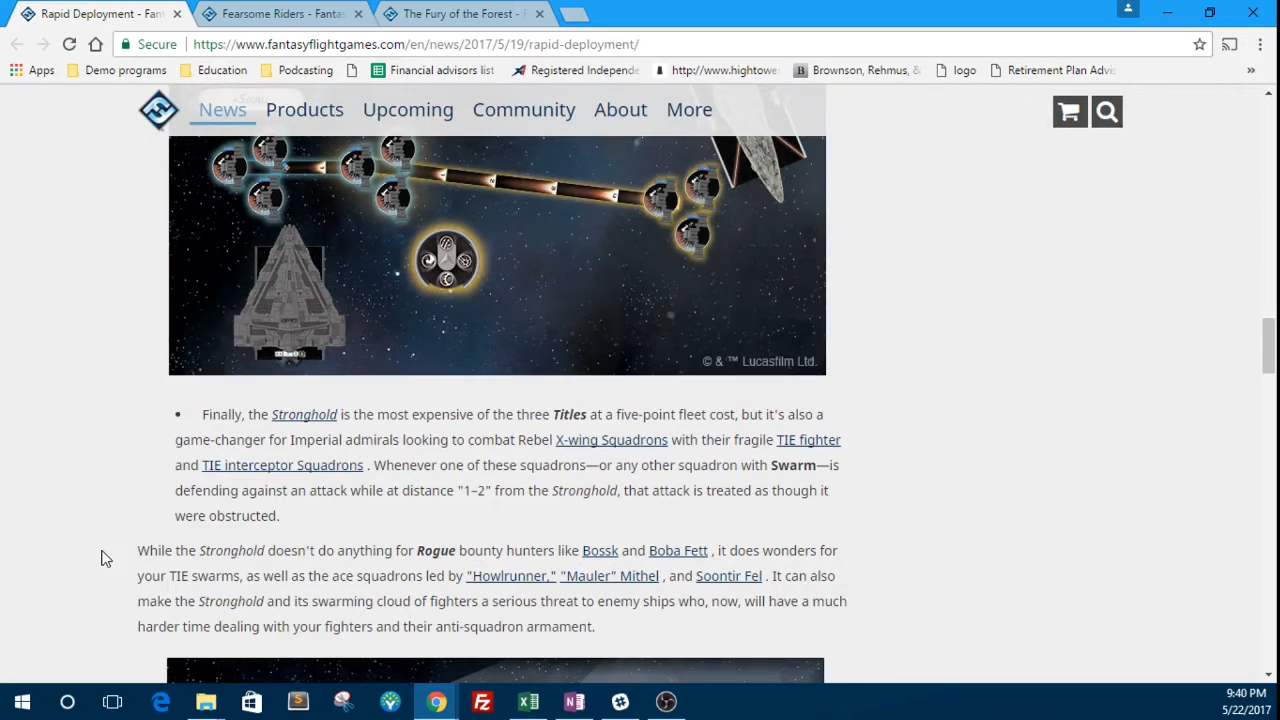 Rapid Deployment - Fan
Fearsome Riders - Fantas
The Fury of the Forest -
Secure
https://www.fantasyflightgames.com/en/news/2017/5/19/rapid-deployment/
Apps Demo programs Education Podcasting Financial advisors list Registered Independe http://www.hightowe Brownson, Rehmus, & logo Retirement Plan Advis
News Products Upcoming Community About More
© & ™ Lucasfilm Ltd.
• Finally, the Stronghold is the most expensive of the three Titles at a five-point fleet cost, but it's also a
game-changer for Imperial admirals looking to combat Rebel X-wing Squadrons with their fragile TIE fighter
and TIE interceptor Squadrons . Whenever one of these squadrons—or any other squadron with Swarm—is
defending against an attack while at distance "1–2" from the Stronghold, that attack is treated as though it
were obstructed.
While the Stronghold doesn't do anything for Rogue bounty hunters like Bossk and Boba Fett , it does wonders for
your TIE swarms, as well as the ace squadrons led by "Howlrunner," "Mauler" Mithel , and Soontir Fel . It can also
make the Stronghold and its swarming cloud of fighters a serious threat to enemy ships who, now, will have a much
harder time dealing with your fighters and their anti-squadron armament.
9:40 PM
5/22/2017